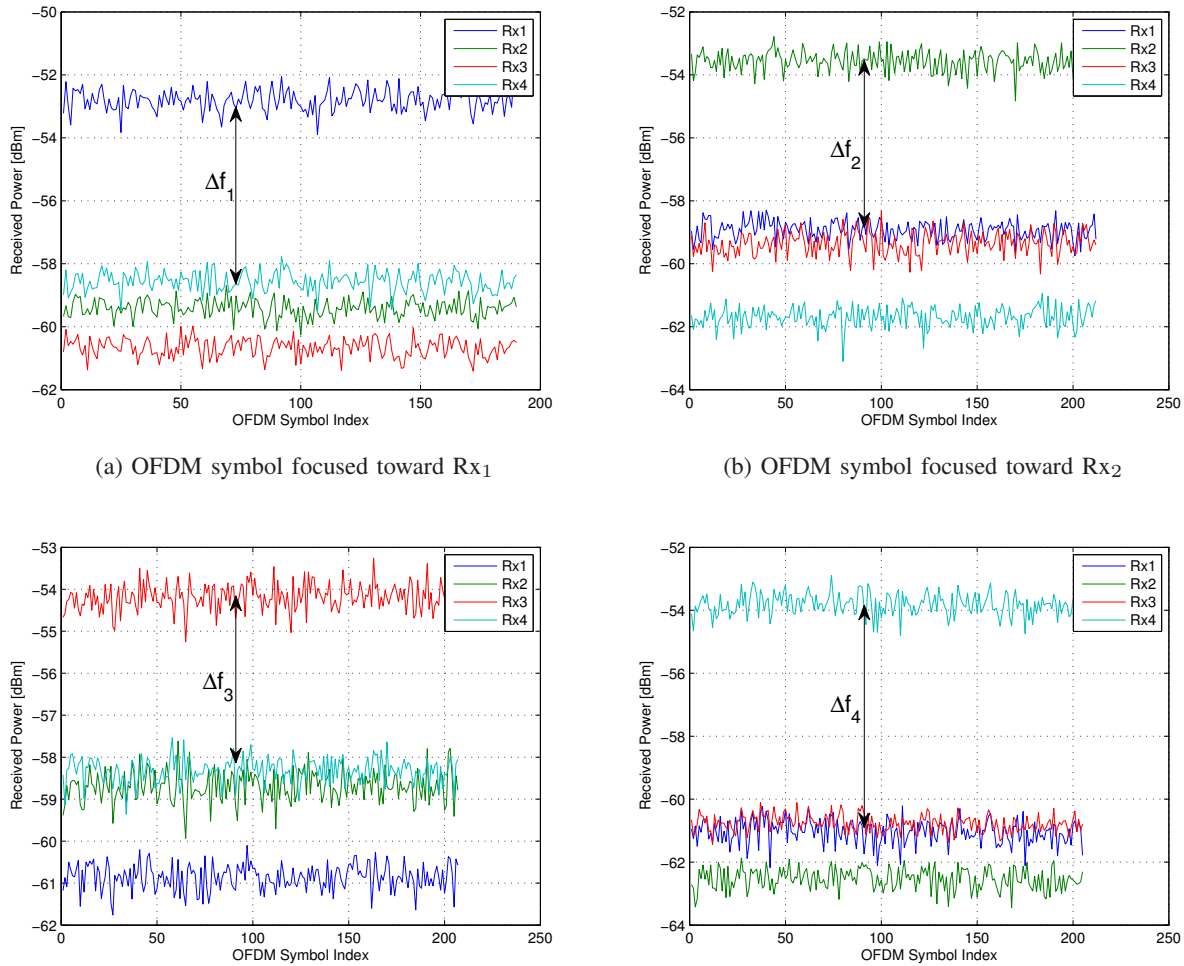 −50
−52
−54
−56
−58
−60
−62
0
50
100
150
200
Received Power [dBm]
OFDM Symbol Index
Rx1
Rx2
Rx3
Rx4
Δf1
(a) OFDM symbol focused toward Rx1
−52
−54
−56
−58
−60
−62
−64
0
50
100
150
200
250
Received Power [dBm]
OFDM Symbol Index
Rx1
Rx2
Rx3
Rx4
Δf2
(b) OFDM symbol focused toward Rx2
−53
−54
−55
−56
−57
−58
−59
−60
−61
−62
0
50
100
150
200
250
Received Power [dBm]
OFDM Symbol Index
Rx1
Rx2
Rx3
Rx4
Δf3
−52
−54
−56
−58
−60
−62
−64
0
50
100
150
200
250
Received Power [dBm]
OFDM Symbol Index
Rx1
Rx2
Rx3
Rx4
Δf4